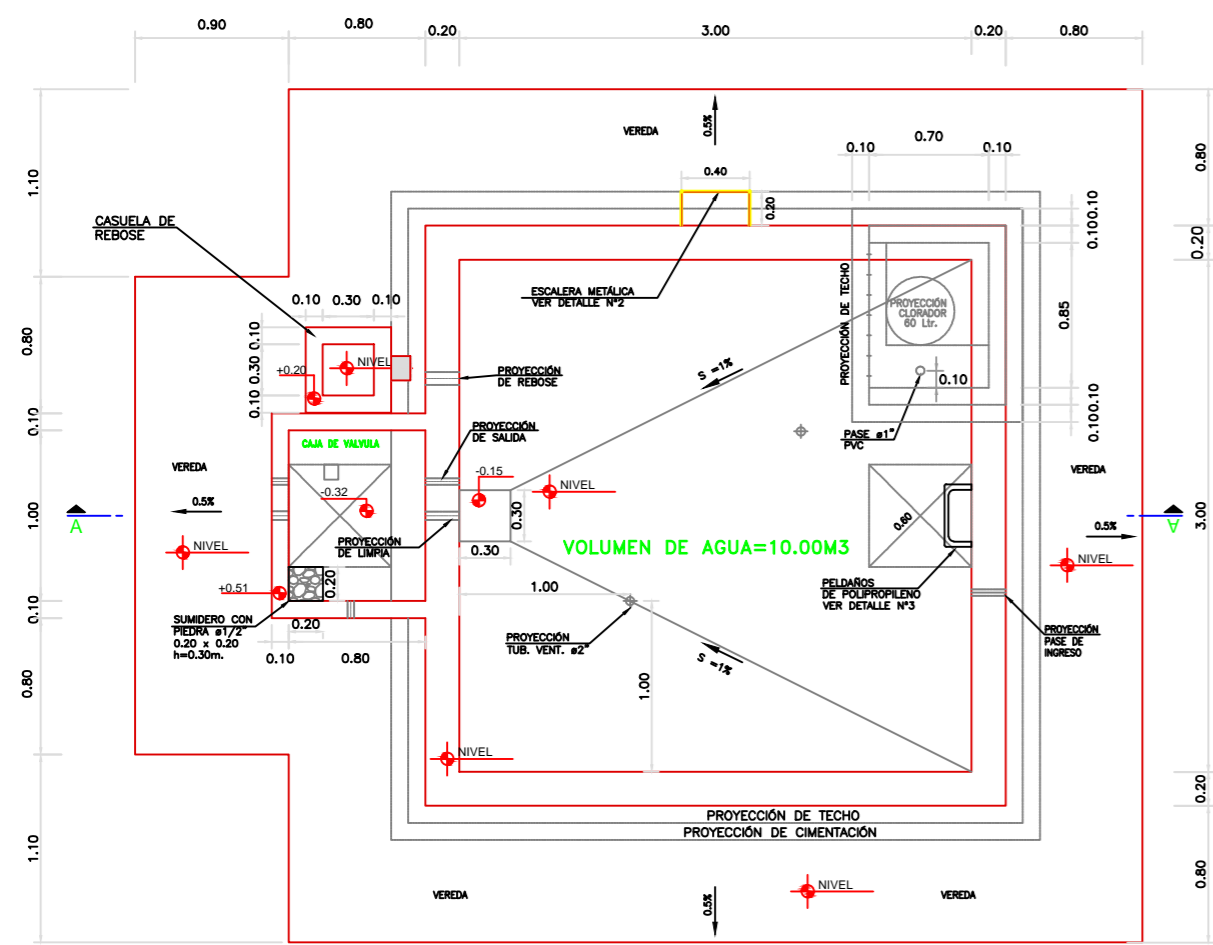 0.90
0.80
0.20
3.00
0.20
0.80
VEREDA
0.5%
0.10
0.70
0.10
1.10
0.80
0.40
0.20
CASUELA DE
REBOSE
0.10
0.10
0.20
ESCALERA METÁLICA
VER DETALLE N°2
PROYECCIÓN DE TECHO
PROYECCIÓN
CLORADOR
60 Ltr.
0.85
0.10
0.30
0.10
0.10
0.30
0.10
NIVEL
+0.20
0.80
S =1%
PROYECCIÓN
DE REBOSE
0.10
0.10
0.10
PASE ø1"
PVC
0.10
CAJA DE VALVULA
PROYECCIÓN
DE SALIDA
VEREDA
VEREDA
-0.15
-0.32
NIVEL
0.5%
1.00
A
0.30
0.60
3.00
A
0.5%
NIVEL
PROYECCIÓN
DE LIMPIA
0.30
VOLUMEN DE AGUA=10.00M3
NIVEL
+0.51
0.20
1.00
PELDAÑOS
DE POLIPROPILENO
VER DETALLE N°3
0.10
SUMIDERO CON
PIEDRA ø1/2"
0.20 x 0.20
h=0.30m.
0.20
0.10
0.80
PROYECCIÓN
TUB. VENT. ø2"
S =1%
PROYECCIÓN
PASE DE
INGRESO
0.80
1.00
NIVEL
0.20
PROYECCIÓN DE TECHO
PROYECCIÓN DE CIMENTACIÓN
1.10
0.80
VEREDA
0.5%
NIVEL
VEREDA